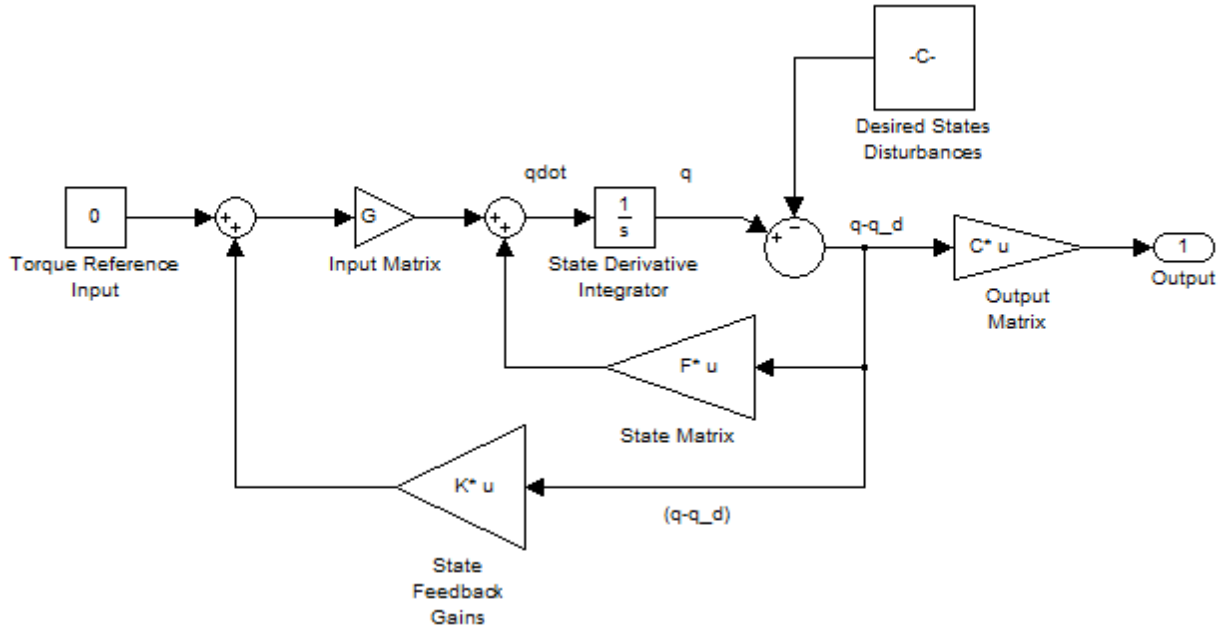 -C-
Desired States
Disturbances
qdot
q
0
+
+
G
+
+
1
s
+
−
q-q_d
C* u
1
Torque Reference
Input
Input Matrix
State Derivative
Integrator
Output
Matrix
Output
F* u
State Matrix
K* u
(q-q_d)
State
Feedback
Gains